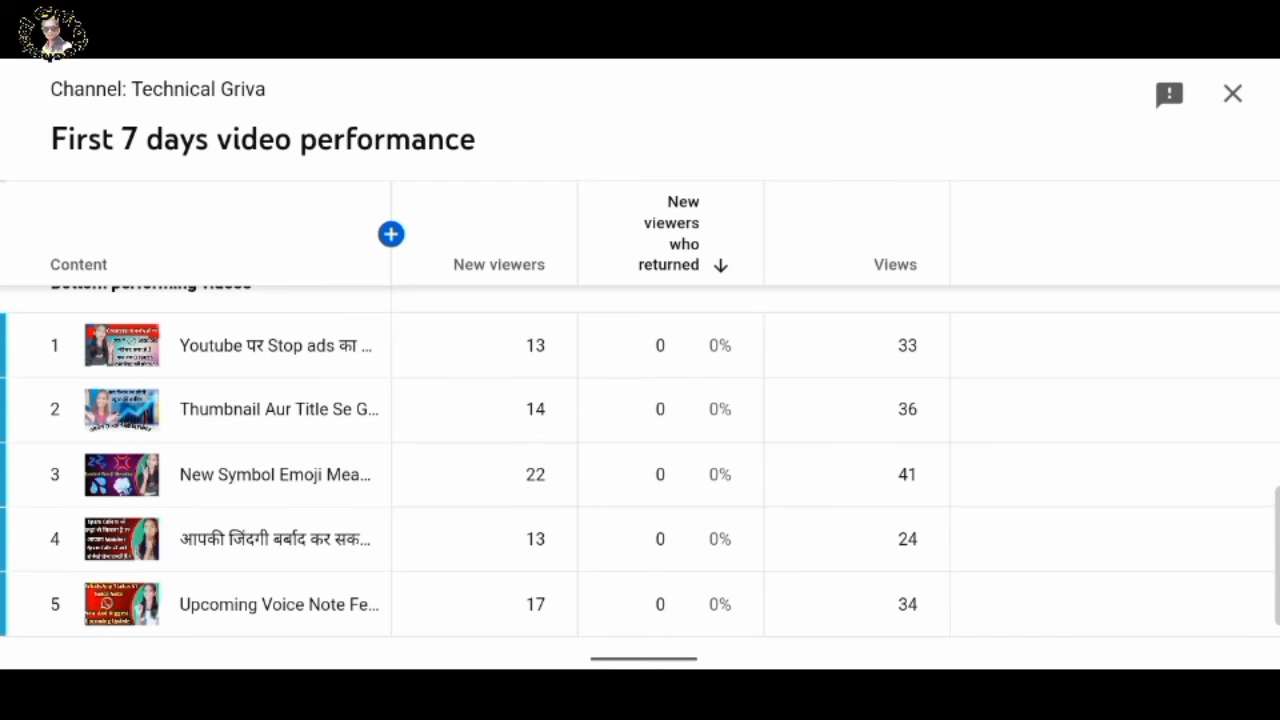 Channel: Technical Griva
First 7 days video performance
New
viewers
who
Content New viewers returned Views
Bottom performing videos
1 Youtube पर Stop ads का ... 13 0 0% 33
2 Thumbnail Aur Title Se G... 14 0 0% 36
3 New Symbol Emoji Mea... 22 0 0% 41
4 आपकी जिंदगी बर्बाद कर सक... 13 0 0% 24
5 Upcoming Voice Note Fe... 17 0 0% 34